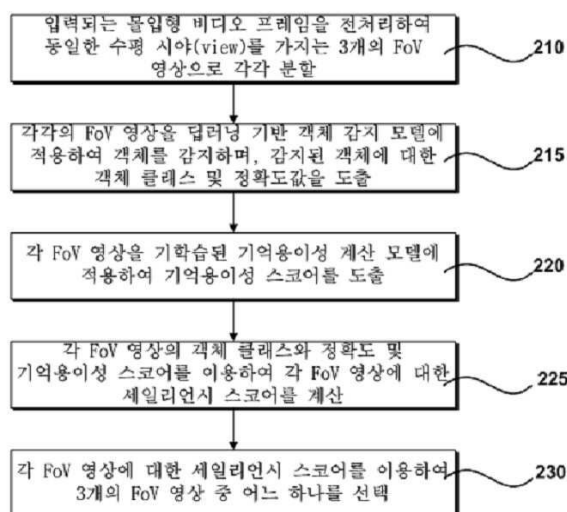 입력되는 몰입형 비디오 프레임을 전처리하여
동일한 수평 시야(view)를 가지는 3개의 FoV
영상으로 각각 분할
210
각각의 FoV 영상을 딥러닝 기반 객체 감지 모델에
적용하여 객체를 감지하며, 감지된 객체에 대한
객체 클래스 및 정확도값을 도출
215
각 FoV 영상을 기학습된 기억용이성 계산 모델에
적용하여 기억용이성 스코어를 도출
220
각 FoV 영상의 객체 클래스와 정확도 및
기억용이성 스코어를 이용하여 각 FoV 영상에 대한
세일리언시 스코어를 계산
225
각 FoV 영상에 대한 세일리언시 스코어를 이용하여
3개의 FoV 영상 중 어느 하나를 선택
230